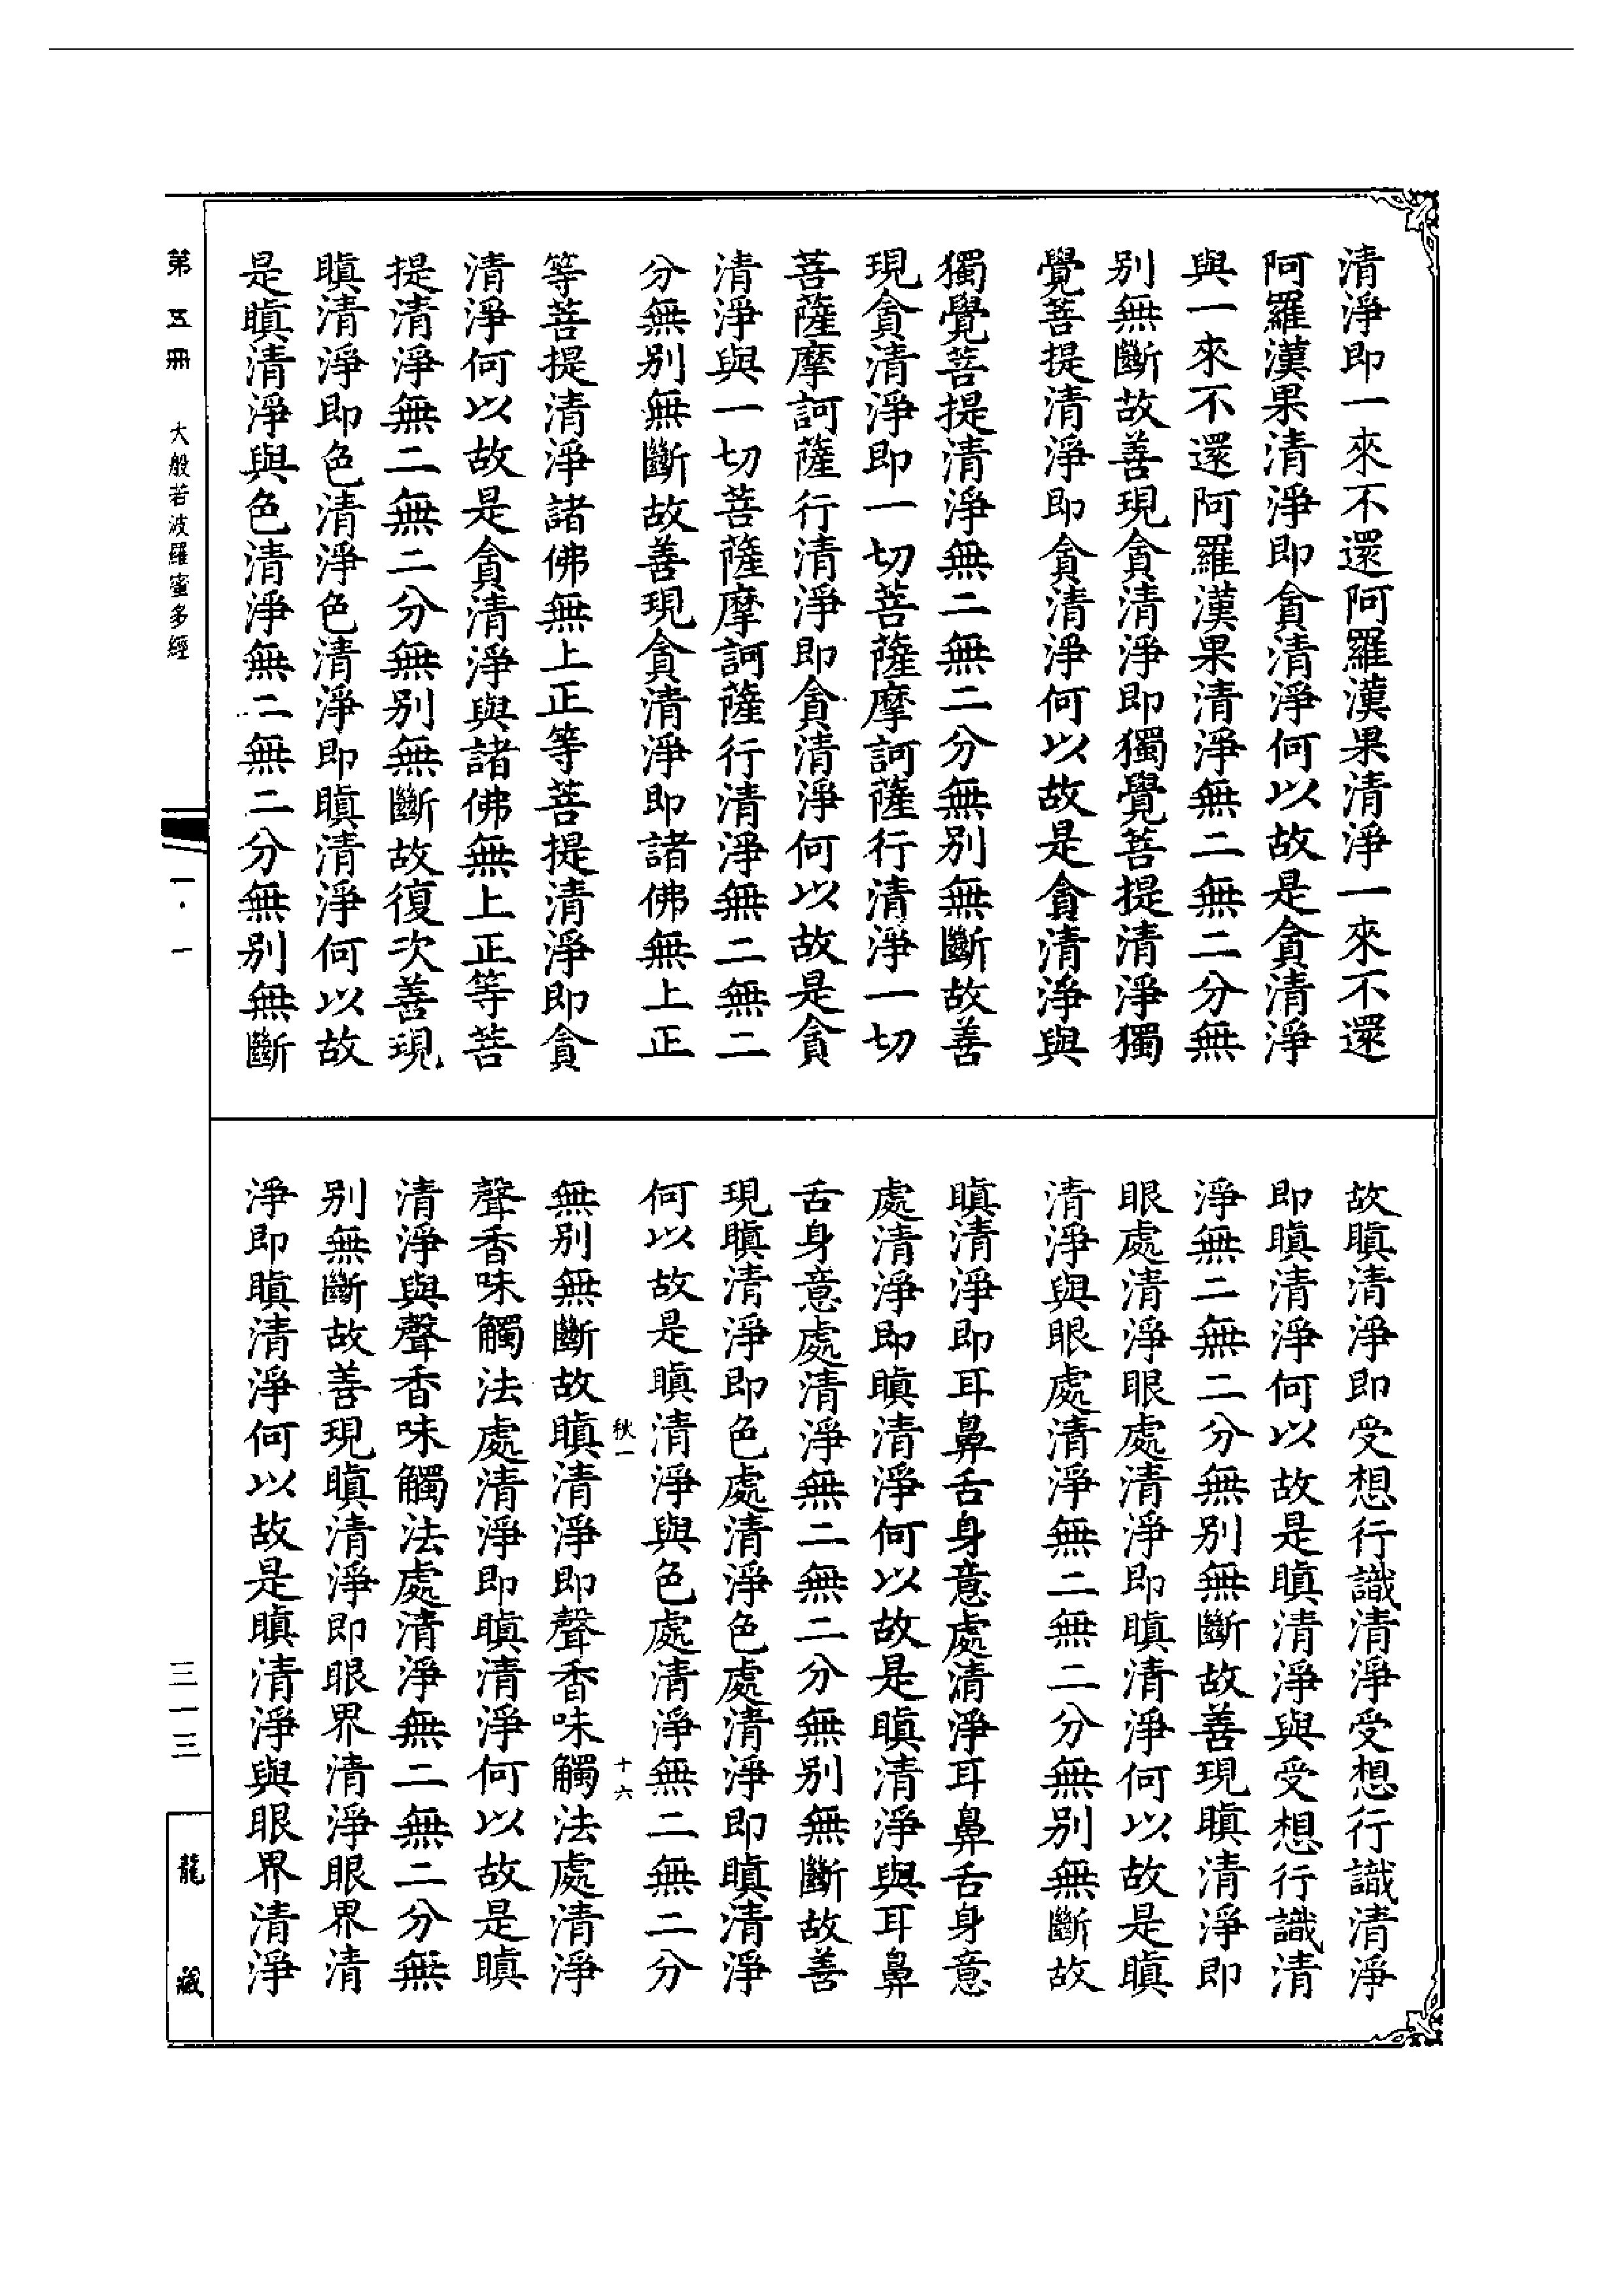 清淨即一來不還阿羅漢果清淨一來不還
阿羅漢果清淨即貪清淨何以故是貪清淨
與一來不還阿羅漢果清淨無二無二分無
别無斷故善現貪清淨即獨覺菩提清淨獨
覺菩提清淨即貪清淨何以故是貪清淨與
獨覺菩提清淨無二無二分無别無斷故善
現貪清淨即一切菩薩摩訶薩行清淨一切
菩薩摩訶薩行清淨即貪清淨何以故是貪
清淨與一切菩薩摩訶薩行清淨無二無二
分無别無斷故善現貪清淨即諸佛無上正
等菩提清淨諸佛無上正等菩提清淨即貪
清淨何以故是貪清淨與諸佛無上正等菩
提清淨無二無二分無别無斷故復次善現
瞋清淨即色清淨色清淨即瞋清淨何以故
是瞋清淨與色清淨無二無二分無别無斷
故瞋清淨即受想行識清淨受想行識清淨
即瞋清淨何以故是瞋清淨與受想行識清
淨無二無二分無别無斷故善現瞋清淨即
眼處清淨眼處清淨即瞋清淨何以故是瞋
清淨與眼處清淨無二無二分無别無斷故
瞋清淨即耳鼻舌身意處清淨耳鼻舌身意
處清淨即瞋清淨何以故是瞋清淨與耳鼻
舌身意處清淨無二無二分無别無斷故善
現瞋清淨即色處清淨色處清淨即瞋清淨
何以故是瞋清淨與色處清淨無二無二分
秋一 十六
無别無斷故瞋清淨即聲香味觸法處清淨
聲香味觸法處清淨即瞋清淨何以故是瞋
清淨與聲香味觸法處清淨無二無二分無
别無斷故善現瞋清淨即眼界清淨眼界清
淨即瞋清淨何以故是瞋清淨與眼界清淨
第五冊 大般若波羅蜜多經 一·一 三一三 龍藏